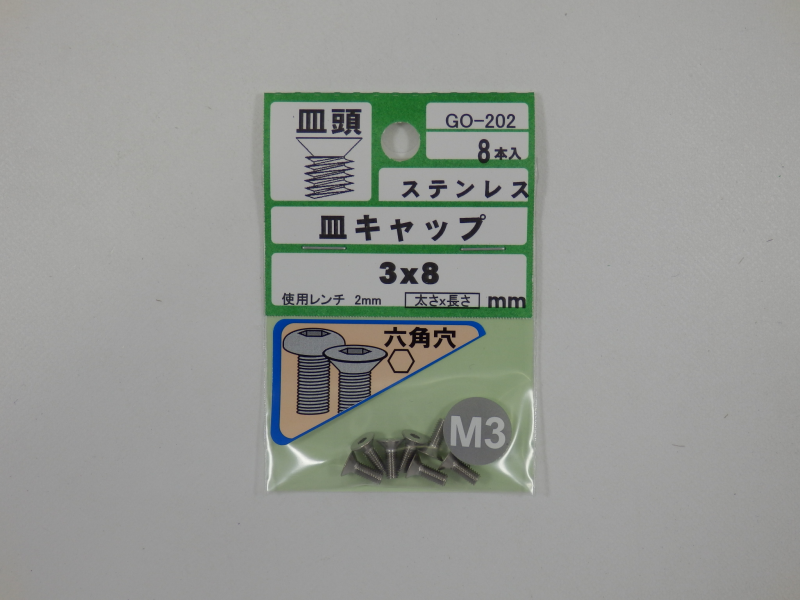 皿頭
GO-202
8本入
ステンレス
皿キャップ
3x8
使用レンチ 2mm 太さx長さ mm
六角穴
M3